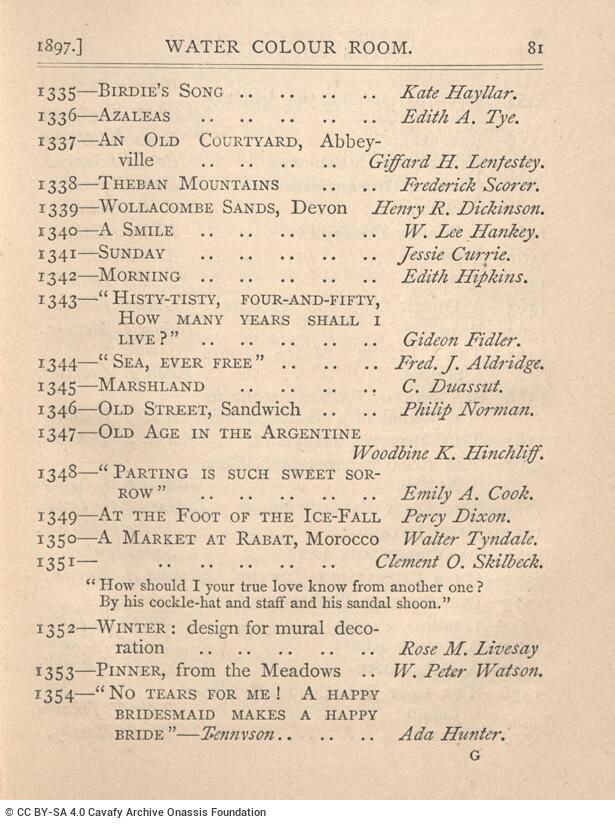 1897.] WATER COLOUR ROOM. 81
1335—BIRDIE'S SONG .. .. .. .. Kate Hayllar.
1336—AZALEAS .. .. .. .. .. Edith A. Tye.
1337—AN OLD COURTYARD, Abbey-
ville .. .. .. .. Giffard H. Lenfestey.
1338—THEBAN MOUNTAINS .. .. Frederick Scorer.
1339—WOLLACOMBE SANDS, Devon Henry R. Dickinson.
1340—A SMILE .. .. .. .. .. W. Lee Hankey.
1341—SUNDAY .. .. .. .. .. Jessie Currie.
1342—MORNING .. .. .. .. .. Edith Hipkins.
1343—"HISTY-TISTY, FOUR-AND-FIFTY,
HOW MANY YEARS SHALL I
LIVE?" .. .. .. .. .. Gideon Fidler.
1344—"SEA, EVER FREE" .. .. .. Fred. J. Aldridge.
1345—MARSHLAND .. .. .. .. C. Duassut.
1346—OLD STREET, Sandwich .. .. Philip Norman.
1347—OLD AGE IN THE ARGENTINE
Woodbine K. Hinchliff.
1348—"PARTING IS SUCH SWEET SOR-
ROW" .. .. .. .. .. Emily A. Cook.
1349—AT THE FOOT OF THE ICE-FALL Percy Dixon.
1350—A MARKET AT RABAT, Morocco Walter Tyndale.
1351— .. .. .. .. .. Clement O. Skilbeck.
"How should I your true love know from another one?
By his cockle-hat and staff and his sandal shoon."
1352—WINTER: design for mural deco-
ration .. .. .. .. .. Rose M. Livesay
1353—PINNER, from the Meadows .. W. Peter Watson.
1354—"NO TEARS FOR ME! A HAPPY
BRIDESMAID MAKES A HAPPY
BRIDE"—Tennyson .. .. .. Ada Hunter.
G
© CC BY-SA 4.0 Cavafy Archive Onassis Foundation